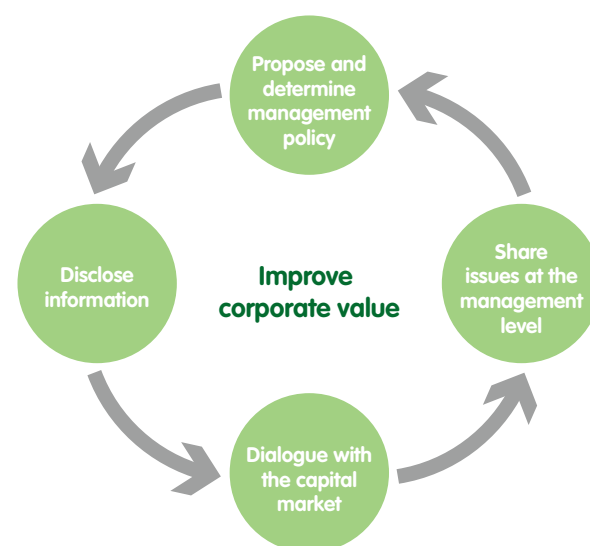 Propose and
determine
management
policy
Disclose
information
Improve
corporate value
Share
issues at the
management
level
Dialogue with
the capital
market